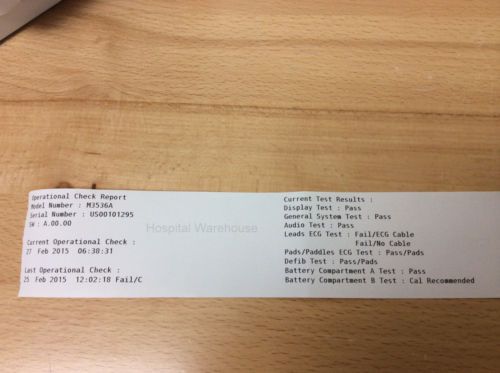 Operational Check Report
Model Number : M3536A
Serial Number : US00101295
SW : A.00.00
Current Operational Check :
27 Feb 2015 06:30:31
Last Operational Check :
25 Feb 2015 12:02:18 Fail/C
Hospital Warehouse
Current Test Results :
Display Test : Pass
General System Test : Pass
Audio Test : Pass
Leads ECG Test : Fail/ECG Cable
Fail/No Cable
Pads/Paddles ECG Test : Pass/Pads
Defib Test : Pass/Pads
Battery Compartment A Test : Pass
Battery Compartment B Test : Cal Recommended